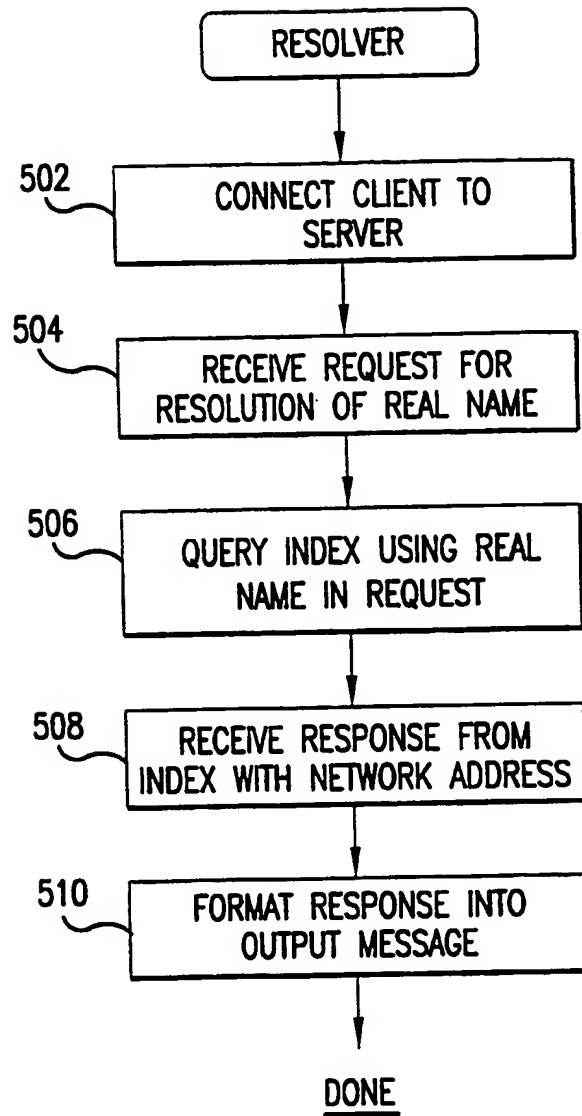 RESOLVER
502
CONNECT CLIENT TO
SERVER
504
RECEIVE REQUEST FOR
RESOLUTION OF REAL NAME
506
QUERY INDEX USING REAL
NAME IN REQUEST
508
RECEIVE RESPONSE FROM
INDEX WITH NETWORK ADDRESS
510
FORMAT RESPONSE INTO
OUTPUT MESSAGE
DONE